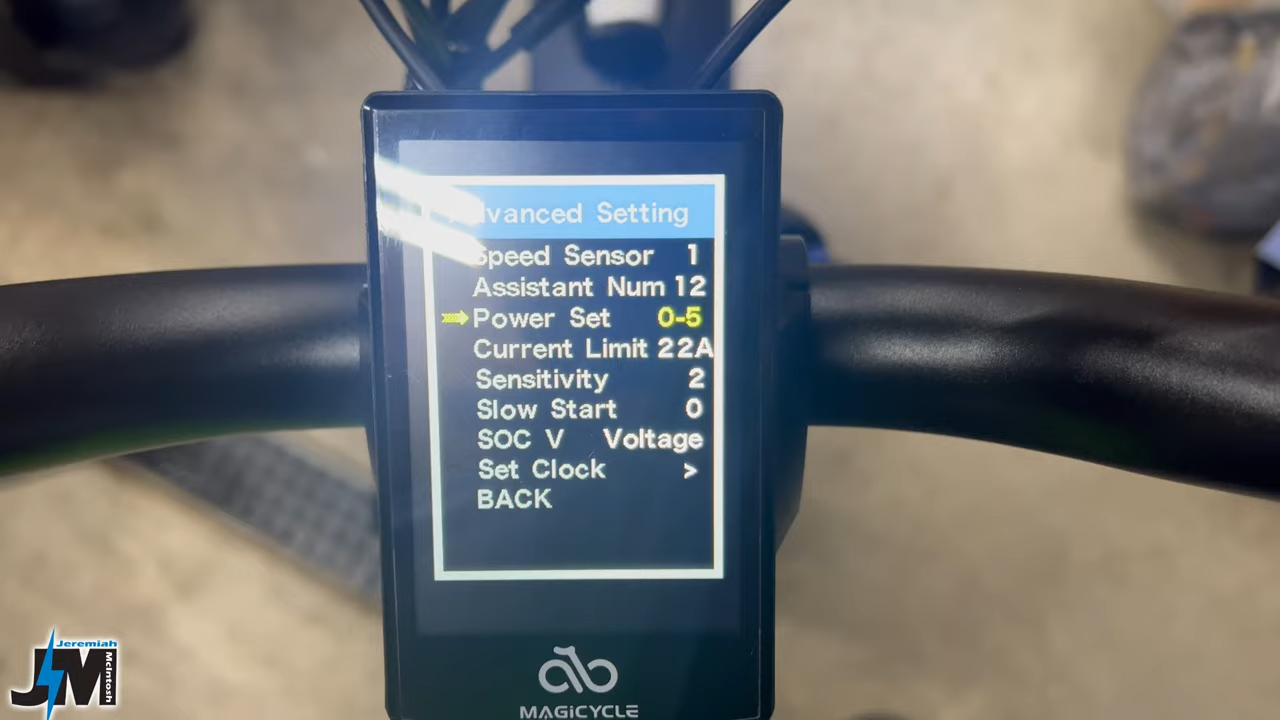 Advanced Setting
Speed Sensor 1
Assistant Num 12
Power Set 0-5
Current Limit 22A
Sensitivity 2
Slow Start 0
SOC V Voltage
Set Clock >
BACK
MAGICYCLE
Jeremiah
McIntosh
JM